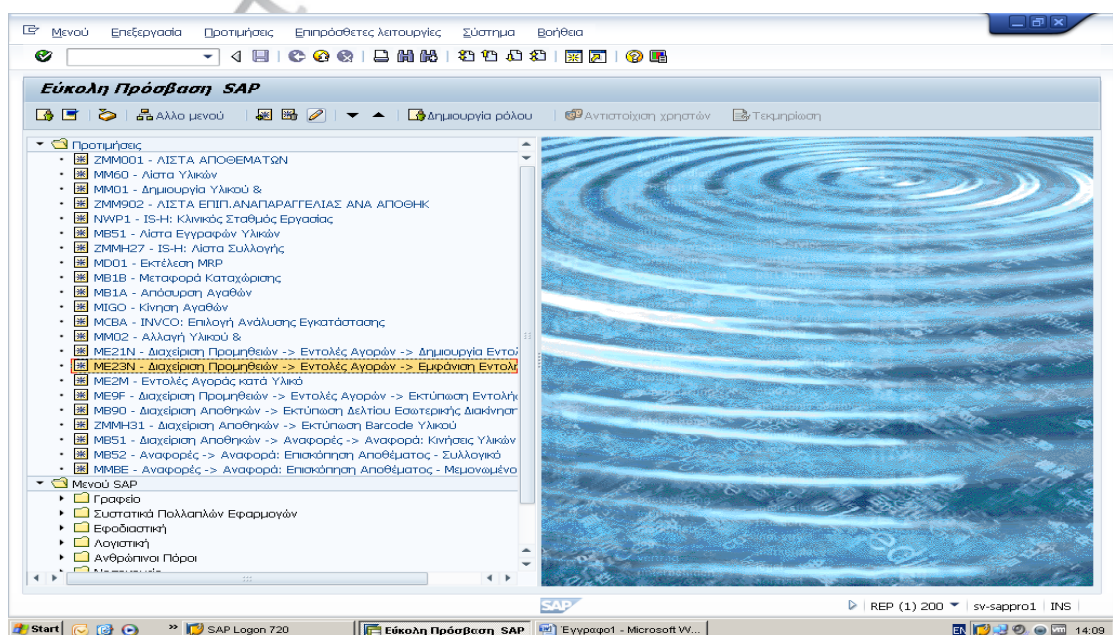 Μενού Επεξεργασία Προτιμήσεις Επιπρόσθετες λειτουργίες Σύστημα Βοήθεια
Εύκολη Πρόσβαση SAP
Άλλο μενού Δημιουργία ρόλου Αντιστοίχιση χρηστών Τεκμηρίωση
Προτιμήσεις
ZMM001 - ΛΙΣΤΑ ΑΠΟΘΕΜΑΤΩΝ
MM60 - Λίστα Υλικών
MM01 - Δημιουργία Υλικού &
ZMM902 - ΛΙΣΤΑ ΕΠΙΠ.ΑΝΑΠΑΡΑΓΓΕΛΙΑΣ ΑΝΑ ΑΠΟΘΗΚ
NWP1 - IS-H: Κλινικός Σταθμός Εργασίας
MB51 - Λίστα Εγγραφών Υλικών
ZMMH27 - IS-H: Λίστα Συλλογής
MD01 - Εκτέλεση MRP
MB1B - Μεταφορά Καταχώρισης
MB1A - Απόσυρση Αγαθών
MIGO - Κίνηση Αγαθών
MCBA - INVCO: Επιλογή Ανάλυσης Εγκατάστασης
MM02 - Αλλαγή Υλικού &
ME21N - Διαχείριση Προμηθειών -> Εντολές Αγορών -> Δημιουργία Εντολ
ME23N - Διαχείριση Προμηθειών -> Εντολές Αγορών -> Εμφάνιση Εντολ
ME2M - Εντολές Αγοράς κατά Υλικό
ME9F - Διαχείριση Προμηθειών -> Εντολές Αγορών -> Εκτύπωση Εντολή
MB90 - Διαχείριση Αποθηκών -> Εκτύπωση Δελτίου Εσωτερικής Διακίνησ
ZMMH31 - Διαχείριση Αποθηκών -> Εκτύπωση Barcode Υλικού
MB51 - Διαχείριση Αποθηκών -> Αναφορές -> Αναφορά: Κινήσεις Υλικών
MB52 - Αναφορές -> Αναφορά: Επισκόπηση Αποθέματος - Συλλογικό
MMBE - Αναφορές -> Αναφορά: Επισκόπηση Αποθέματος - Μεμονωμένο
Μενού SAP
Γραφείο
Συστατικά Πολλαπλών Εφαρμογών
Εφοδιαστική
Λογιστική
Ανθρώπινοι Πόροι
SAP
REP (1) 200 sv-sappro1 INS
Start SAP Logon 720 Εύκολη Πρόσβαση SAP Έγγραφο1 - Microsoft W... EN 14:09